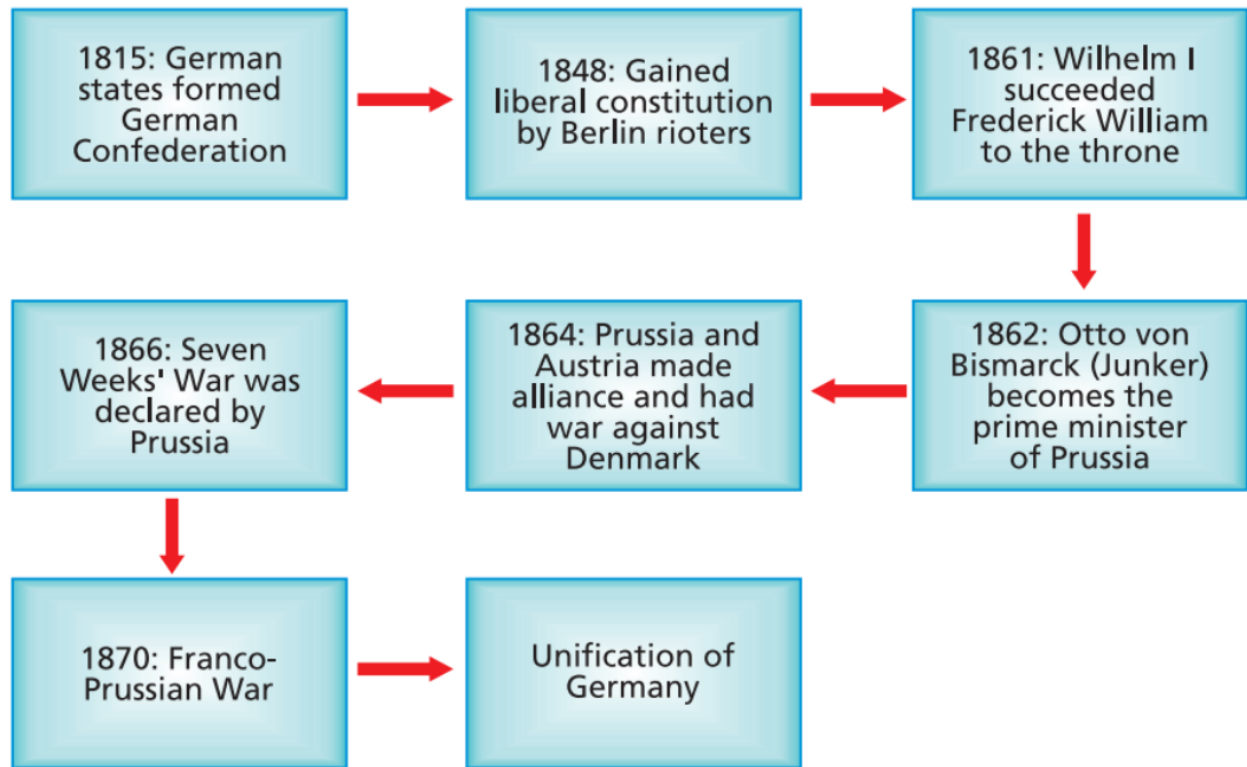 1815: German
states formed
German
Confederation
1848: Gained
liberal constitution
by Berlin rioters
1861: Wilhelm I
succeeded
Frederick William
to the throne
1862: Otto von
Bismarck (Junker)
becomes the
prime minister
of Prussia
1864: Prussia and
Austria made
alliance and had
war against
Denmark
1866: Seven
Weeks' War was
declared by
Prussia
1870: Franco-
Prussian War
Unification of
Germany